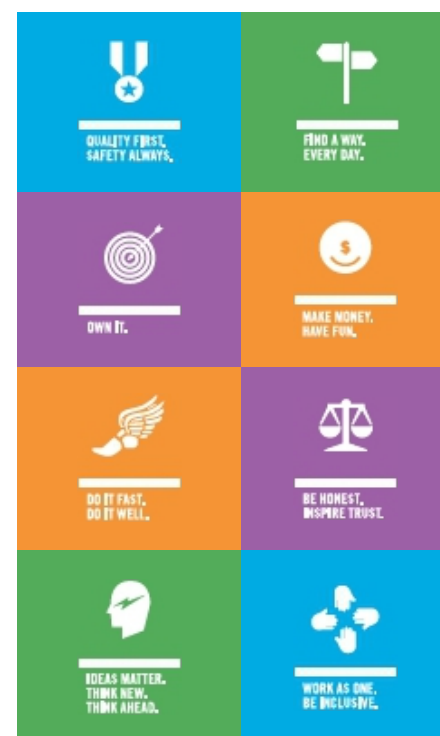 QUALITY FIRST.
SAFETY ALWAYS.
FIND A WAY.
EVERY DAY.
OWN IT.
$
MAKE MONEY.
HAVE FUN.
DO IT FAST.
DO IT WELL.
BE HONEST.
INSPIRE TRUST.
IDEAS MATTER.
THINK NEW.
THINK AHEAD.
WORK AS ONE.
BE INCLUSIVE.